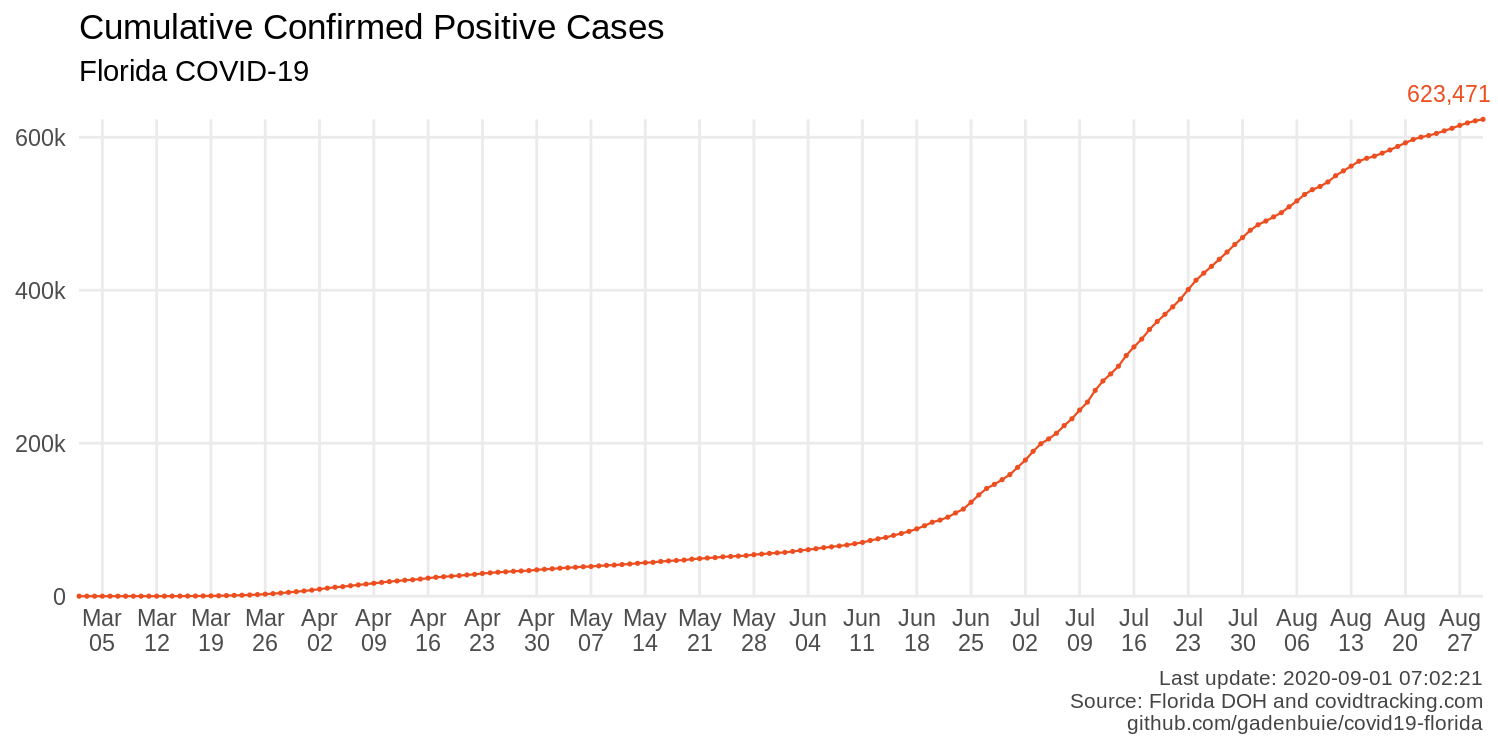 Cumulative Confirmed Positive Cases
Florida COVID-19
623,471
600k
400k
200k
0
Mar Mar Mar Mar Apr Apr Apr Apr Apr May May May May Jun Jun Jun Jun Jul Jul Jul Jul Jul Aug Aug Aug Aug
05 12 19 26 02 09 16 23 30 07 14 21 28 04 11 18 25 02 09 16 23 30 06 13 20 27
Last update: 2020-09-01 07:02:21
Source: Florida DOH and covidtracking.com
github.com/gadenbuie/covid19-florida